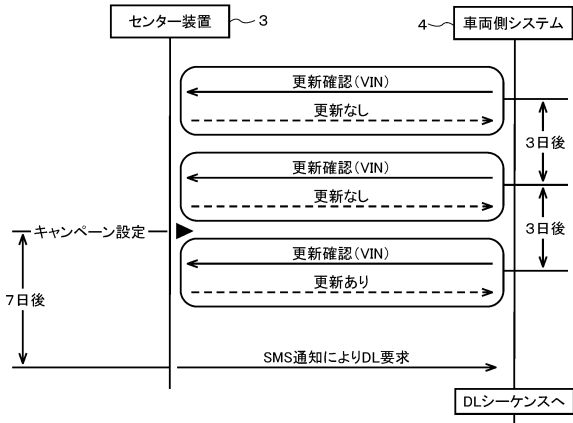 センター装置
3
4
車両側システム
更新確認(VIN)
更新なし
3日後
更新確認(VIN)
更新なし
キャンペーン設定
3日後
更新確認(VIN)
更新あり
7日後
SMS通知によりDL要求
DLシーケンスへ